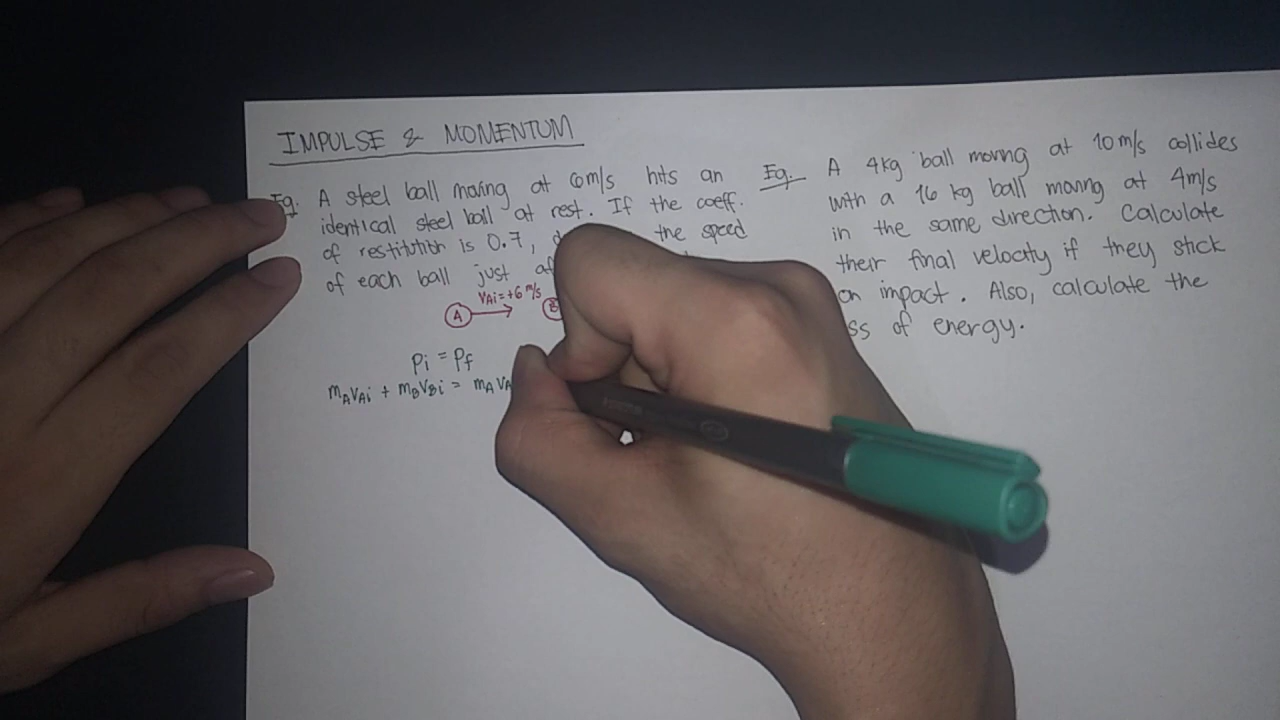 IMPULSE & MOMENTUM
Eg. A steel ball moving at 6m/s hits an
identical steel ball at rest. If the coeff.
of restitution is 0.7, the speed
of each ball just
VAi=+6 m/s
A
B
Pi = Pf
mAVAi + mBVBi = mAVA
Eg. A 4kg ball moving at 10m/s collides
with a 16 kg ball moving at 4m/s
in the same direction. Calculate
their final velocity if they stick
on impact. Also, calculate the
of energy.